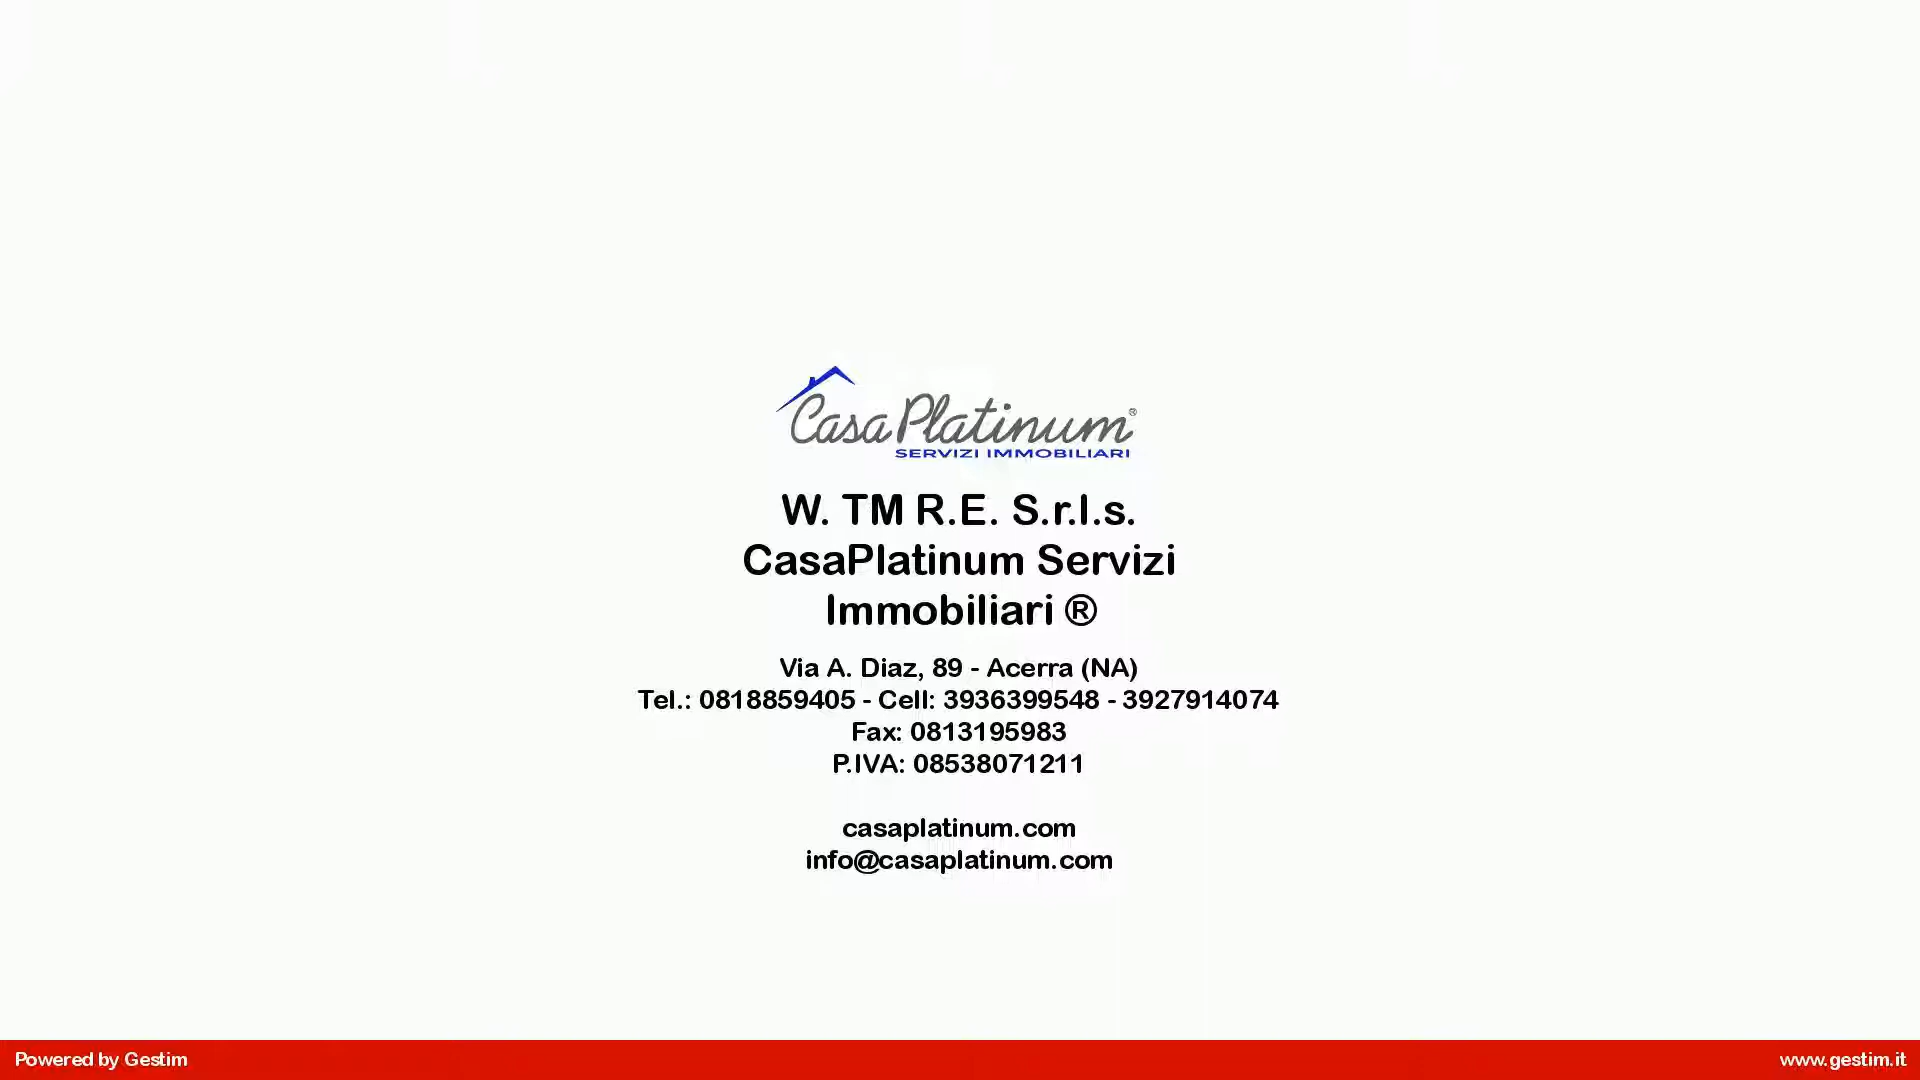 CasaPlatinum®
SERVIZI IMMOBILIARI
W. TM R.E. S.r.l.s.
CasaPlatinum Servizi
Immobiliari ®
Via A. Diaz, 89 - Acerra (NA)
Tel.: 0818859405 - Cell: 3936399548 - 3927914074
Fax: 0813195983
P.IVA: 08538071211
casaplatinum.com
info@casaplatinum.com
Powered by Gestim
www.gestim.it